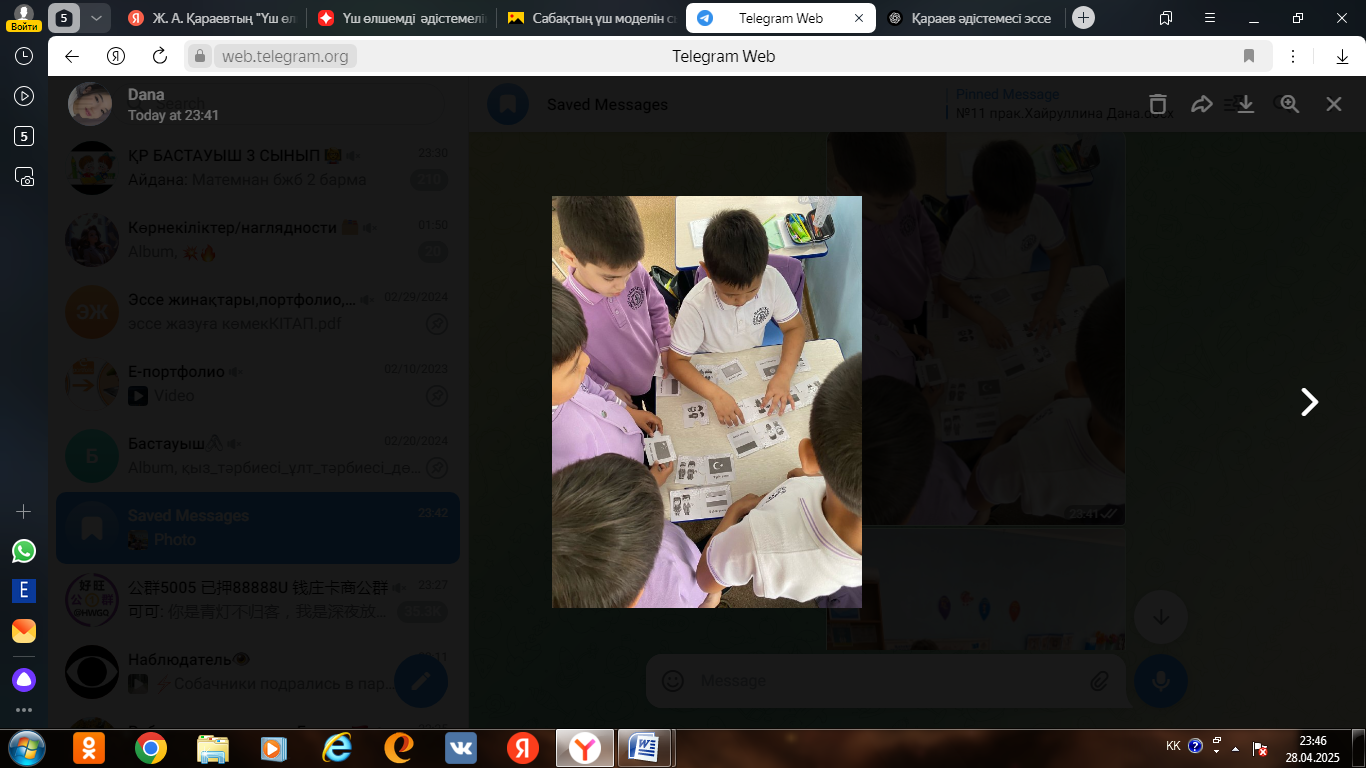 Войти
5
Ж. А. Қараевтың "Үш өл
Үш өлшемді әдістемелі
Сабақтың үш моделін с
Telegram Web
Қараев әдістемесі эссе
web.telegram.org
Telegram Web
5
Dana
Today at 23:41
Saved Messages
Pinned Message
№11 прак.Хайруллина Дана.docx
ҚР БАСТАУЫШ 3 СЫНЫП
23:30
Айдана: Матемнан бжб 2 барма
Көрнекіліктер/наглядности
01:50
Album,
Эссе жинақтары,портфолио,...
02/29/2024
ЭЖ
эссе жазуға көмекКІТАП.pdf
Е-портфолио
02/10/2023
Video
Бастауыш
02/20/2024
Б
Album, қыз_тәрбиесі_ұлт_тәрбиесі_де...
Saved Messages
23:42
Photo
23:41
公群5005 已押88888U 钱庄卡商公群
23:27
可可: 你是青灯不归客，我是深夜放...
Наблюдатель
Собачники подрались в пар...
Message
E
KK
23:46
28.04.2025